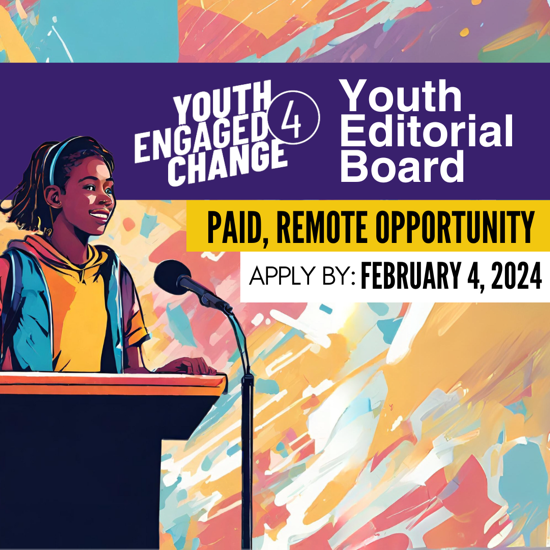 YOUTH
ENGAGED 4
CHANGE
Youth
Editorial
Board
PAID, REMOTE OPPORTUNITY
APPLY BY: FEBRUARY 4, 2024